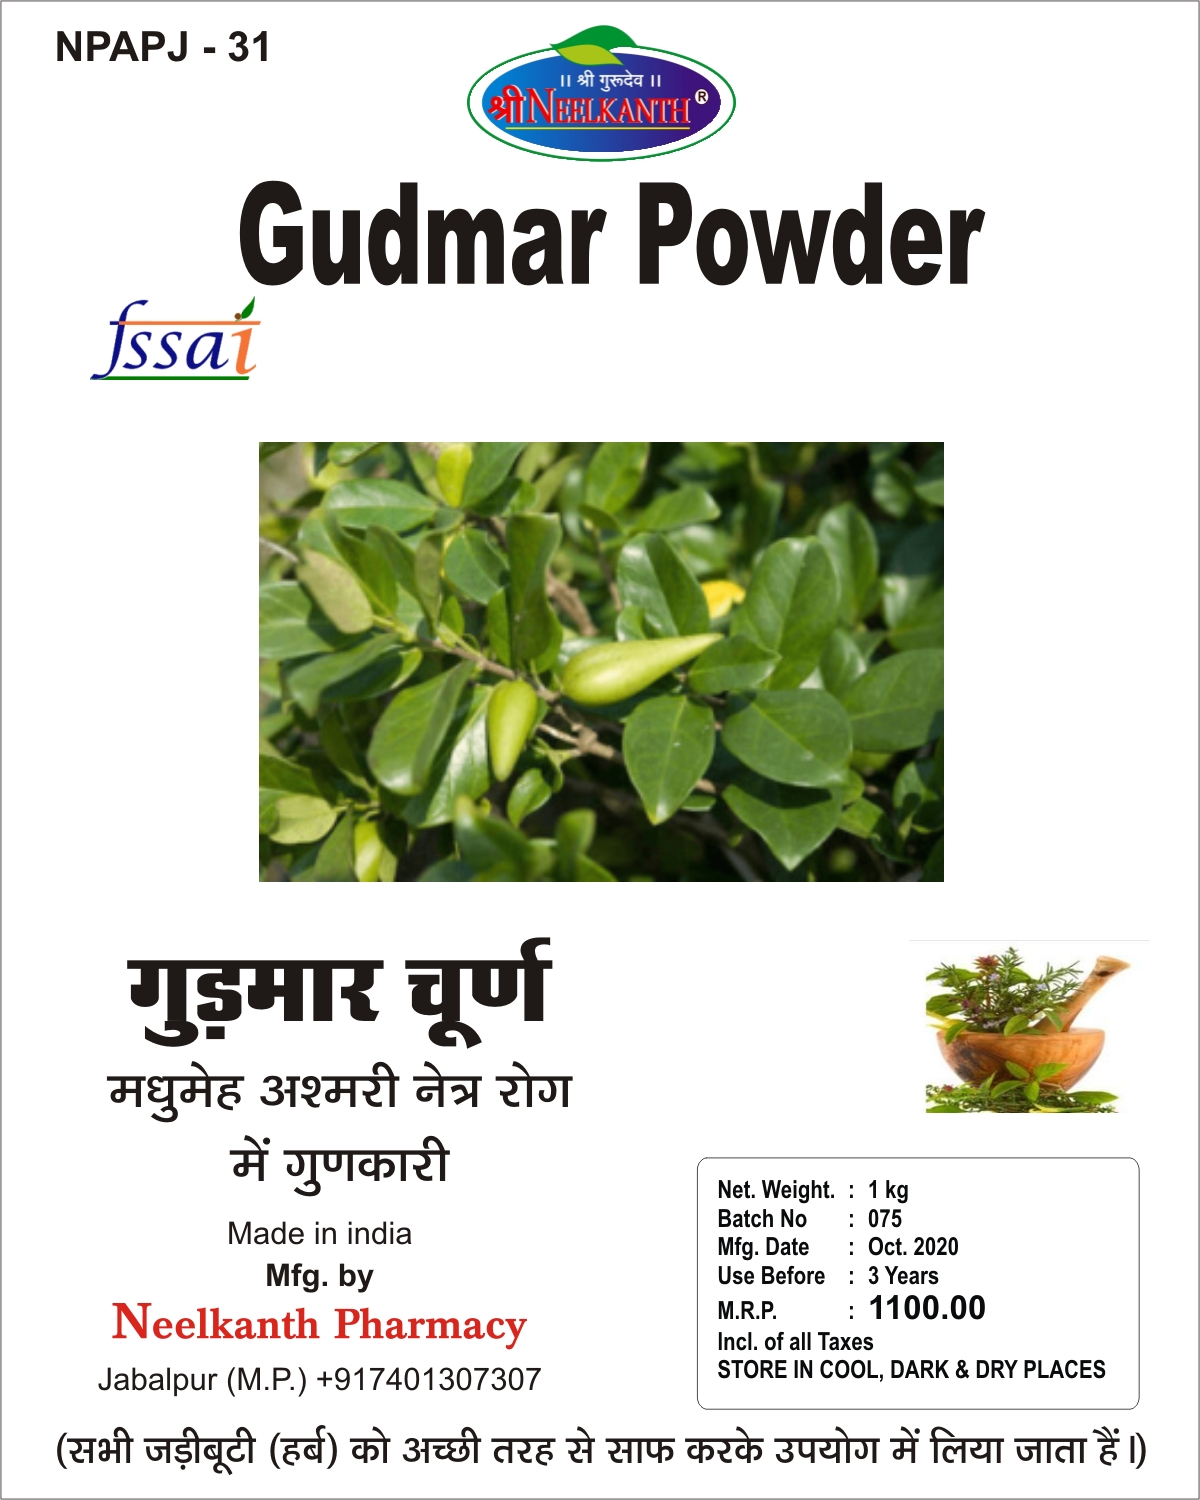 NPAPJ - 31
।। श्री गुरूदेव ।।
श्री NEELKANTH ®
Gudmar Powder
fssai
गुड़मार चूर्ण
मधुमेह अश्मरी नेत्र रोग
में गुणकारी
Made in india
Mfg. by
Neelkanth Pharmacy
Jabalpur (M.P.) +917401307307
Net. Weight. : 1 kg
Batch No : 075
Mfg. Date : Oct. 2020
Use Before : 3 Years
M.R.P. : 1100.00
Incl. of all Taxes
STORE IN COOL, DARK & DRY PLACES
(सभी जड़ीबूटी (हर्ब) को अच्छी तरह से साफ करके उपयोग में लिया जाता हैं।)